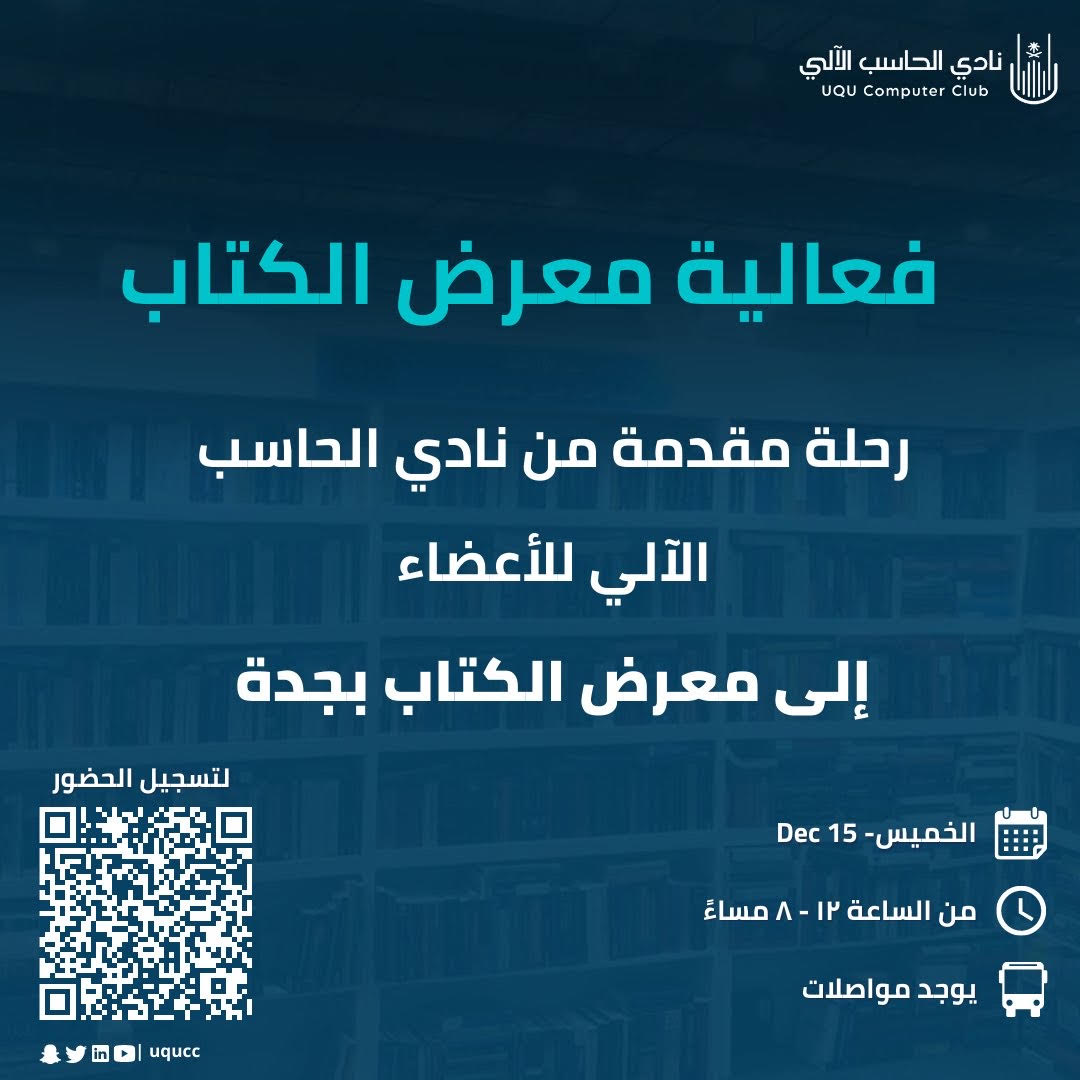 نادي الحاسب الآلي
UQU Computer Club
فعالية معرض الكتاب
رحلة مقدمة من نادي الحاسب
الآلي للأعضاء
إلى معرض الكتاب بجدة
الخميس- 15 Dec
من الساعة ١٢ - ٨ مساءً
يوجد مواصلات
لتسجيل الحضور
| uqucc